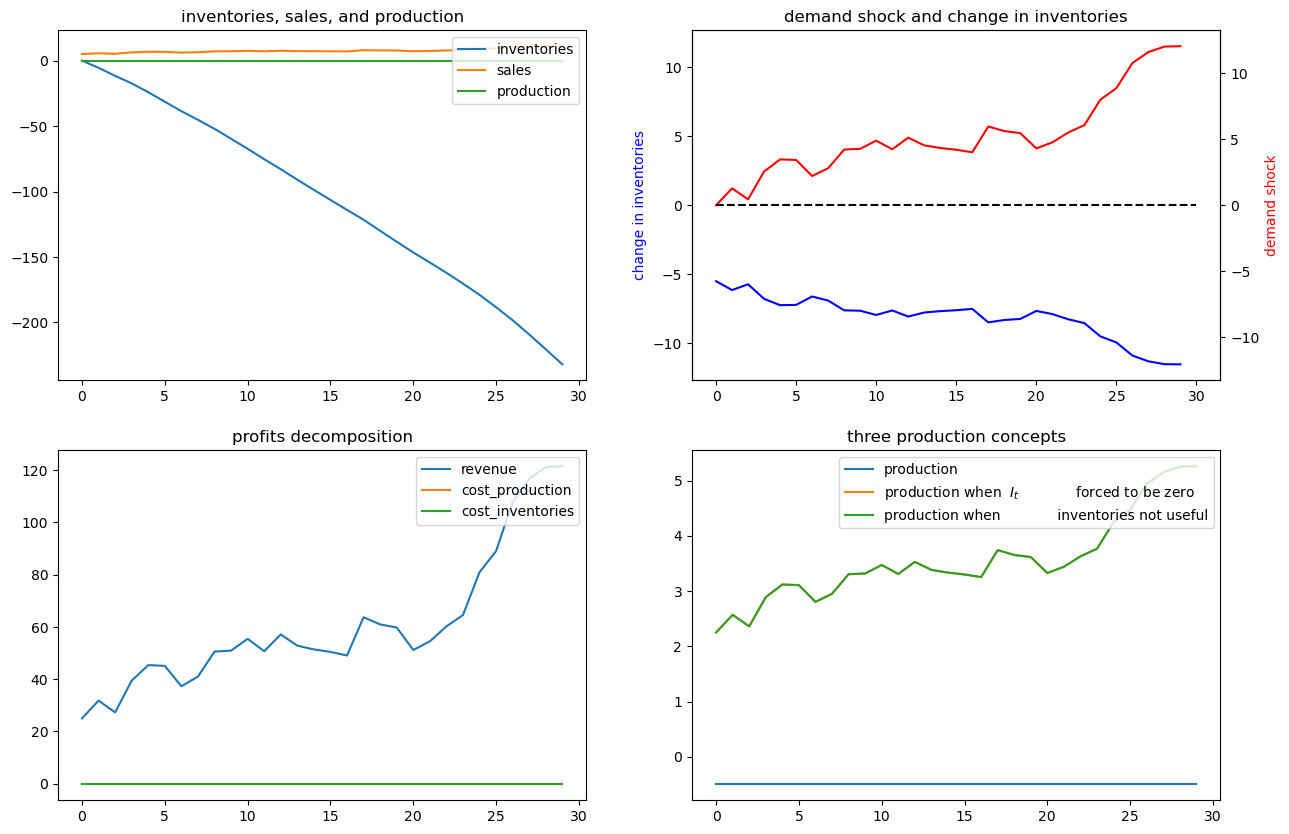 inventories, sales, and production
0
−50
−100
−150
−200
0 5 10 15 20 25 30
inventories
sales
production
demand shock and change in inventories
change in inventories
10
5
0
−5
−10
10
5
0
−5
−10
demand shock
0 5 10 15 20 25 30
profits decomposition
120
100
80
60
40
20
0
0 5 10 15 20 25 30
revenue
cost_production
cost_inventories
three production concepts
5
4
3
2
1
0
0 5 10 15 20 25 30
production
production when I_t forced to be zero
production when inventories not useful